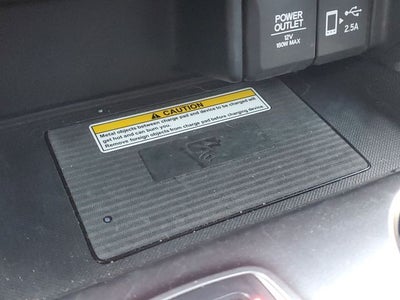 POWER
OUTLET
12V
180W MAX
2.5A
CAUTION
Metal objects between charge pad and device to be charged will
get hot and can burn you.
Remove foreign objects from charge pad before charging device.